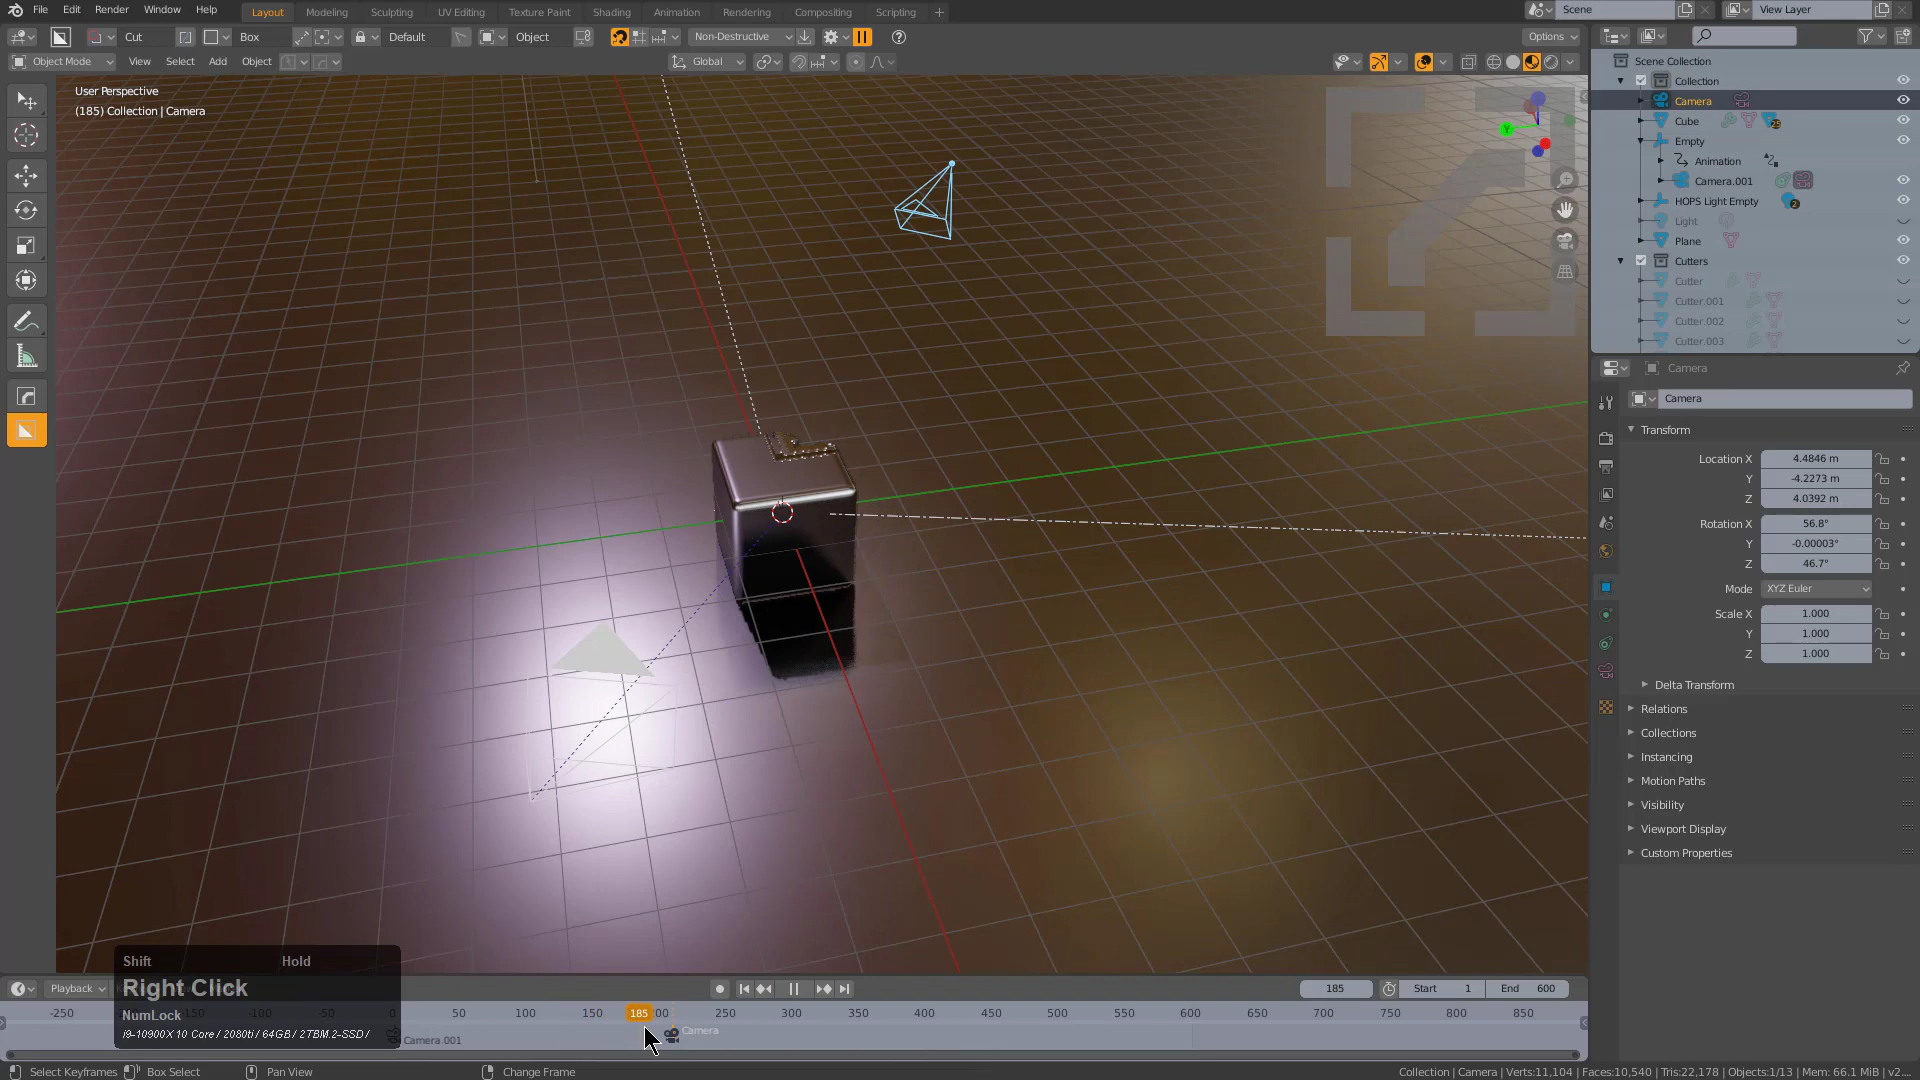 File Edit Render Window Help Layout Modeling Sculpting UV Editing Texture Paint Shading Animation Rendering Compositing Scripting + Scene View Layer
Cut Box Default Object Non-Destructive Options
Object Mode View Select Add Object Global
User Perspective
(185) Collection | Camera
Y
Scene Collection
Collection
Camera
Cube 25
Empty
Animation
Camera.001
HOPS Light Empty 2
Light
Plane
Cutters
Cutter
Cutter.001
Cutter.002
Cutter.003
Camera
Camera
Transform
Location X 4.4846 m
Y -4.2273 m
Z 4.0392 m
Rotation X 56.8°
Y -0.00003°
Z 46.7°
Mode XYZ Euler
Scale X 1.000
Y 1.000
Z 1.000
Delta Transform
Relations
Collections
Instancing
Motion Paths
Visibility
Viewport Display
Custom Properties
Shift Hold
Right Click
NumLock
i9-10900X 10 Core / 2080ti / 64GB / 2TBM.2-SSD /
Playback 185 Start 1 End 600
-250 -200 -150 -100 -50 0 50 100 150 185 200 250 300 350 400 450 500 550 600 650 700 750 800 850
Camera
Camera.001
Select Keyframes Box Select Pan View Change Frame Collection | Camera | Verts:11,104 | Faces:10,540 | Tris:22,178 | Objects:1/13 | Mem: 66.1 MiB | v2....